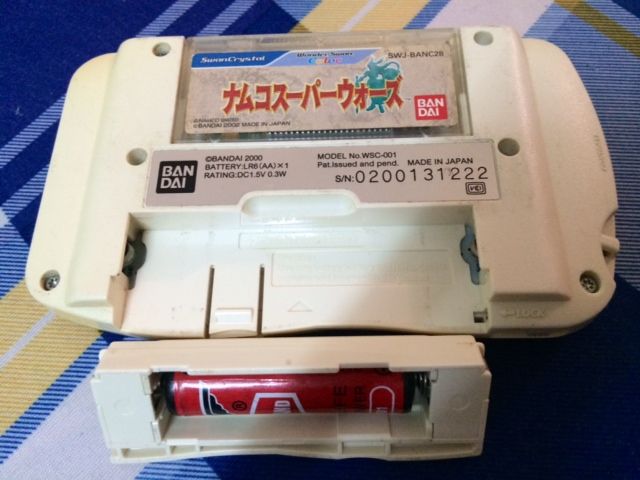 SwanCrystal
WonderSwan Color
SWJ-BANC28
ナムコスーパーウォーズ
BANDAI 2002 MADE IN JAPAN
BAN
DAI
BAN
DAI
©BANDAI 2000
BATTERY:LR6(AA)×1
RATING:DC1.5V 0.3W
MODEL No.WSC-001
Pat.issued and pend. MADE IN JAPAN
S/N:0200131222
LOCK